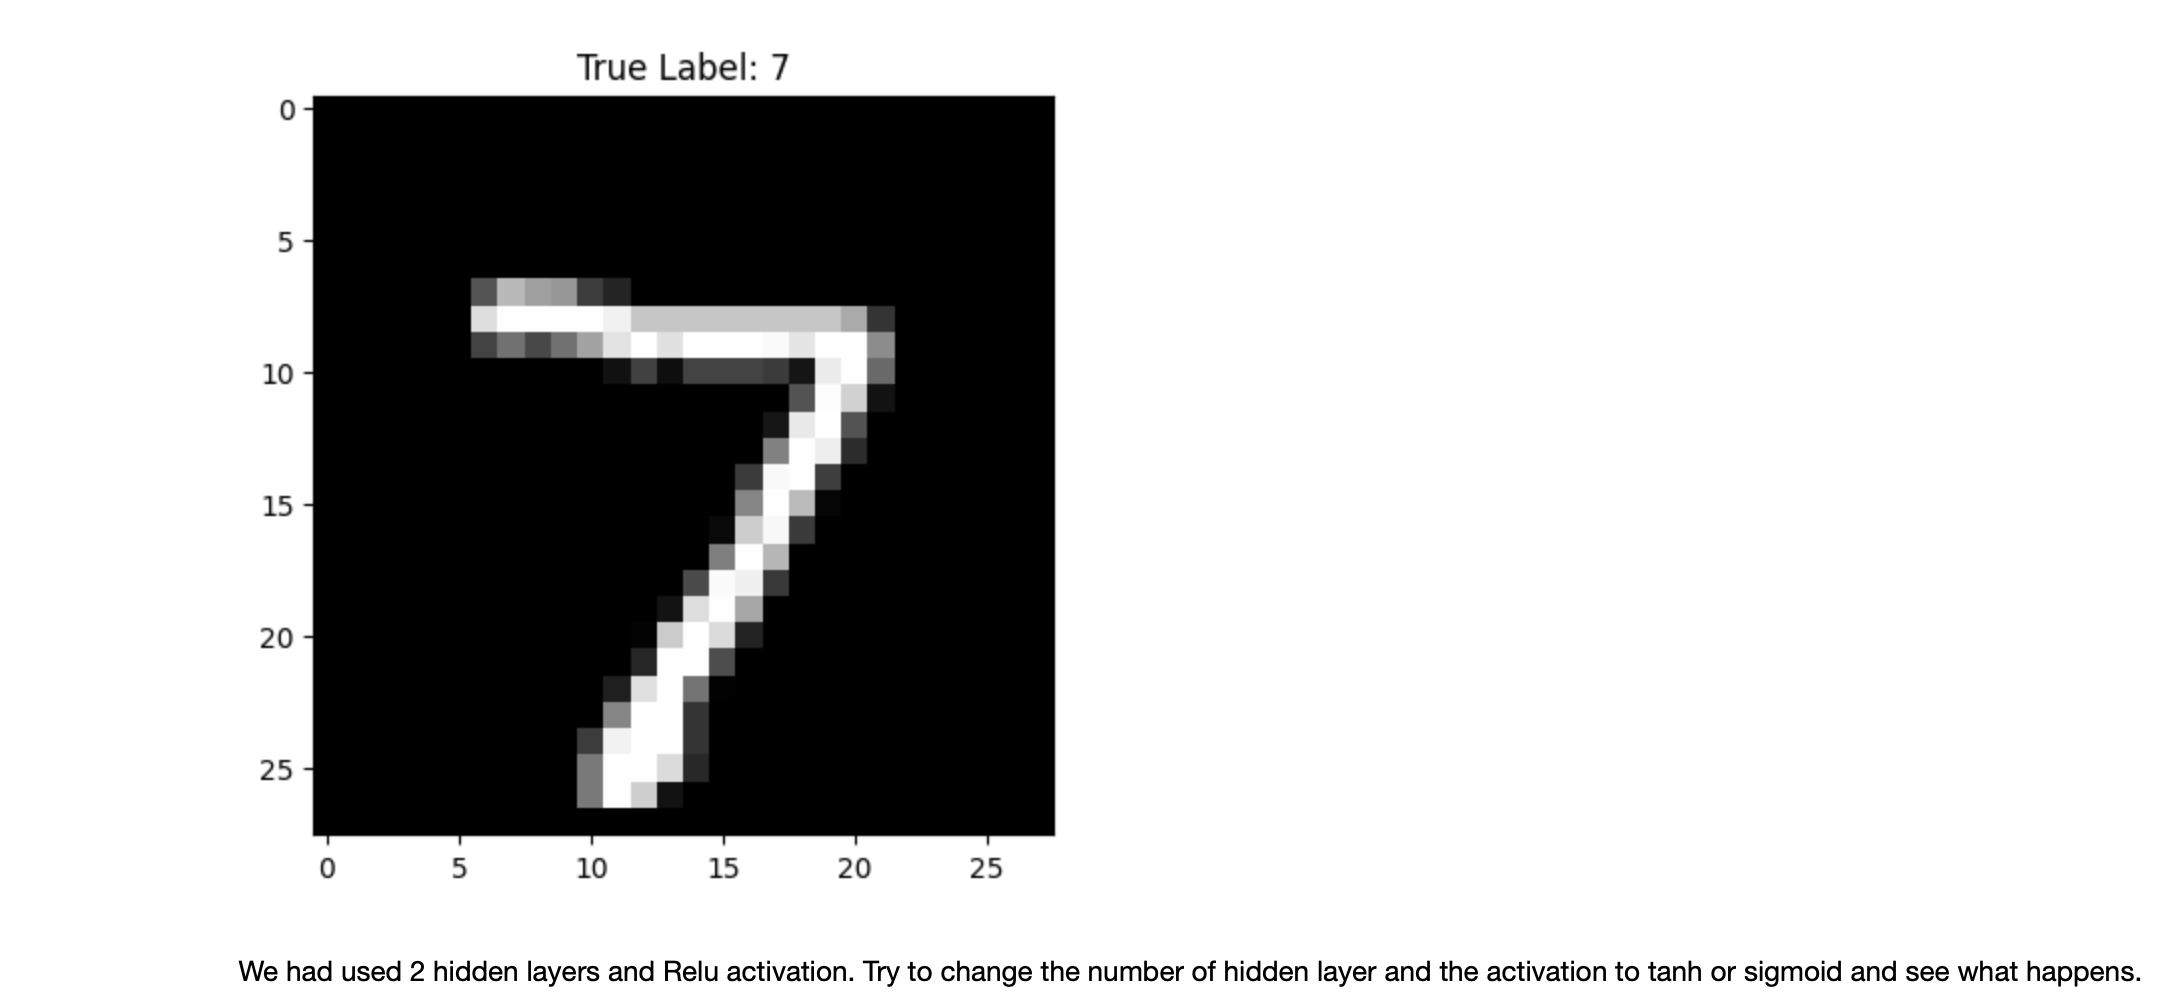 True Label: 7
0
5
10
15
20
25
0 5 10 15 20 25
We had used 2 hidden layers and Relu activation. Try to change the number of hidden layer and the activation to tanh or sigmoid and see what happens.